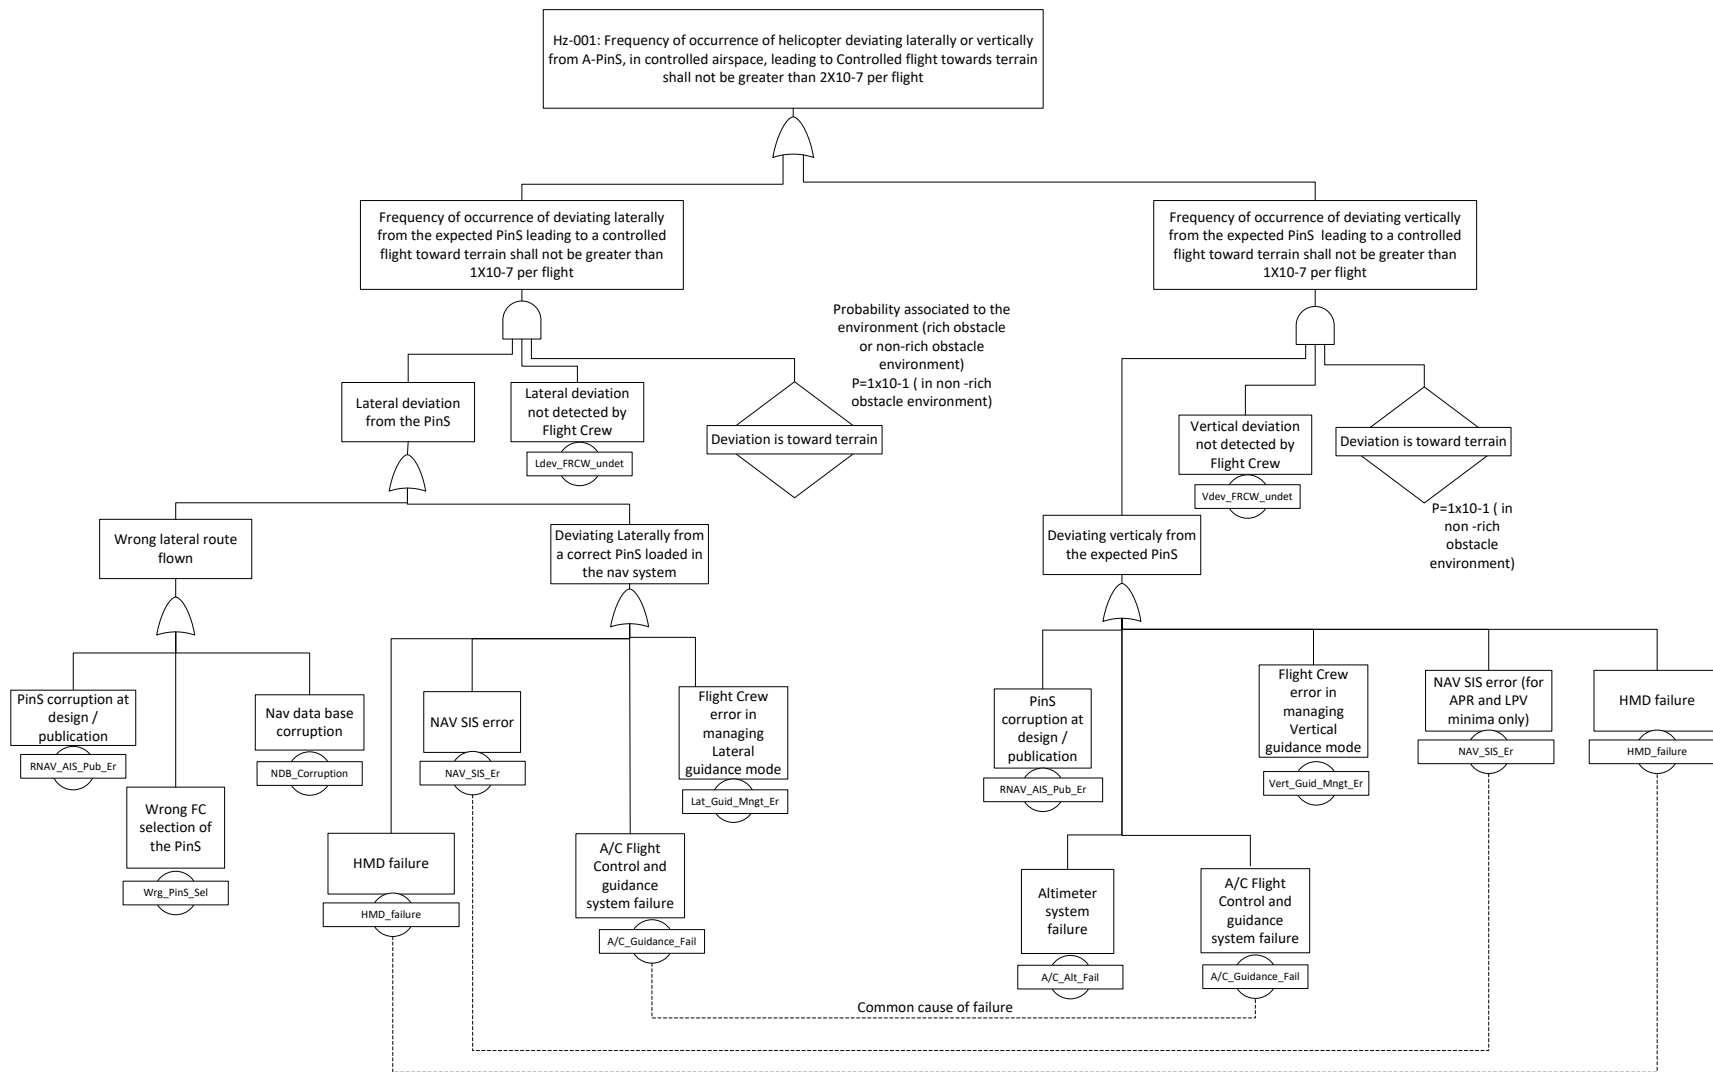 Hz-001: Frequency of occurrence of helicopter deviating laterally or vertically
from A-PinS, in controlled airspace, leading to Controlled flight towards terrain
shall not be greater than 2X10-7 per flight
Frequency of occurrence of deviating laterally
from the expected PinS leading to a controlled
flight toward terrain shall not be greater than
1X10-7 per flight
Frequency of occurrence of deviating vertically
from the expected PinS leading to a controlled
flight toward terrain shall not be greater than
1X10-7 per flight
Probability associated to the
environment (rich obstacle
or non-rich obstacle
environment)
P=1x10-1 ( in non -rich
obstacle environment)
Lateral deviation
from the PinS
Lateral deviation
not detected by
Flight Crew
Ldev_FRCW_undet
Deviation is toward terrain
Vertical deviation
not detected by
Flight Crew
Vdev_FRCW_undet
Deviation is toward terrain
P=1x10-1 ( in
non -rich
obstacle
environment)
Wrong lateral route
flown
Deviating Laterally from
a correct PinS loaded in
the nav system
Deviating verticaly from
the expected PinS
PinS corruption at
design /
publication
RNAV_AIS_Pub_Er
Wrong FC
selection of
the PinS
Wrg_PinS_Sel
Nav data base
corruption
NDB_Corruption
HMD failure
HMD_failure
NAV SIS error
NAV_SIS_Er
A/C Flight
Control and
guidance
system failure
A/C_Guidance_Fail
Flight Crew
error in
managing
Lateral
guidance mode
Lat_Guid_Mngt_Er
PinS
corruption at
design /
publication
RNAV_AIS_Pub_Er
Altimeter
system
failure
A/C_Alt_Fail
A/C Flight
Control and
guidance
system failure
A/C_Guidance_Fail
Flight Crew
error in
managing
Vertical
guidance mode
Vert_Guid_Mngt_Er
NAV SIS error (for
APR and LPV
minima only)
NAV_SIS_Er
HMD failure
HMD_failure
Common cause of failure